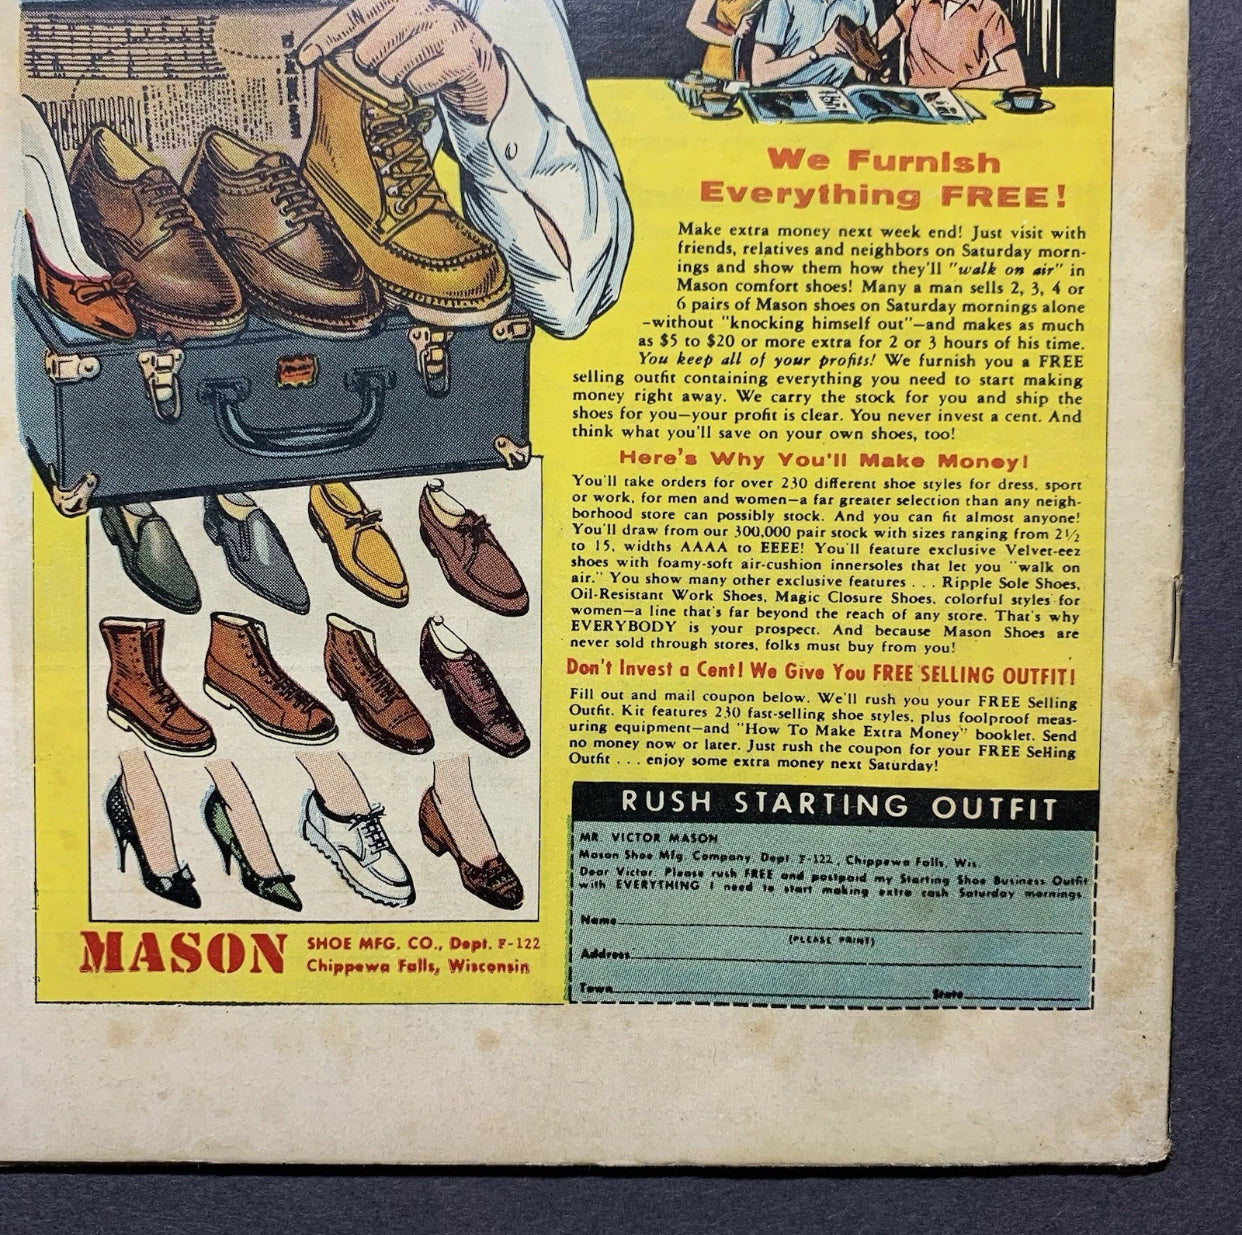 We Furnish
Everything FREE!
Make extra money next week end! Just visit with
friends, relatives and neighbors on Saturday morn-
ings and show them how they'll "walk on air" in
Mason comfort shoes! Many a man sells 2, 3, 4 or
6 pairs of Mason shoes on Saturday mornings alone
-without "knocking himself out"-and makes as much
as $5 to $20 or more extra for 2 or 3 hours of his time.
You keep all of your profits! We furnish you a FREE
selling outfit containing everything you need to start making
money right away. We carry the stock for you and ship the
shoes for you—your profit is clear. You never invest a cent. And
think what you'll save on your own shoes, too!
Here's Why You'll Make Money!
You'll take orders for over 230 different shoe styles for dress, sport
or work, for men and women—a far greater selection than any neigh-
borhood store can possibly stock. And you can fit almost anyone!
You'll draw from our 300,000 pair stock with sizes ranging from 2½
to 15, widths AAAA to EEEE! You'll feature exclusive Velvet-eez
shoes with foamy-soft air-cushion innersoles that let you "walk on
air." You show many other exclusive features . . . Ripple Sole Shoes,
Oil-Resistant Work Shoes, Magic Closure Shoes, colorful styles for
women—a line that's far beyond the reach of any store. That's why
EVERYBODY is your prospect. And because Mason Shoes are
never sold through stores, folks must buy from you!
Don't Invest a Cent! We Give You FREE SELLING OUTFIT!
Fill out and mail coupon below. We'll rush you your FREE Selling
Outfit. Kit features 230 fast-selling shoe styles, plus foolproof meas-
uring equipment—and "How To Make Extra Money" booklet. Send
no money now or later. Just rush the coupon for your FREE Selling
Outfit . . . enjoy some extra money next Saturday!
RUSH STARTING OUTFIT
MR. VICTOR MASON
Mason Shoe Mfg. Company, Dept. F-122, Chippewa Falls, Wis.
Dear Victor: Please rush FREE and postpaid my Starting Shoe Business Outfit
with EVERYTHING I need to start making extra cash Saturday mornings.
Name
(PLEASE PRINT)
Address
Town State
MASON SHOE MFG. CO., Dept. F-122
Chippewa Falls, Wisconsin